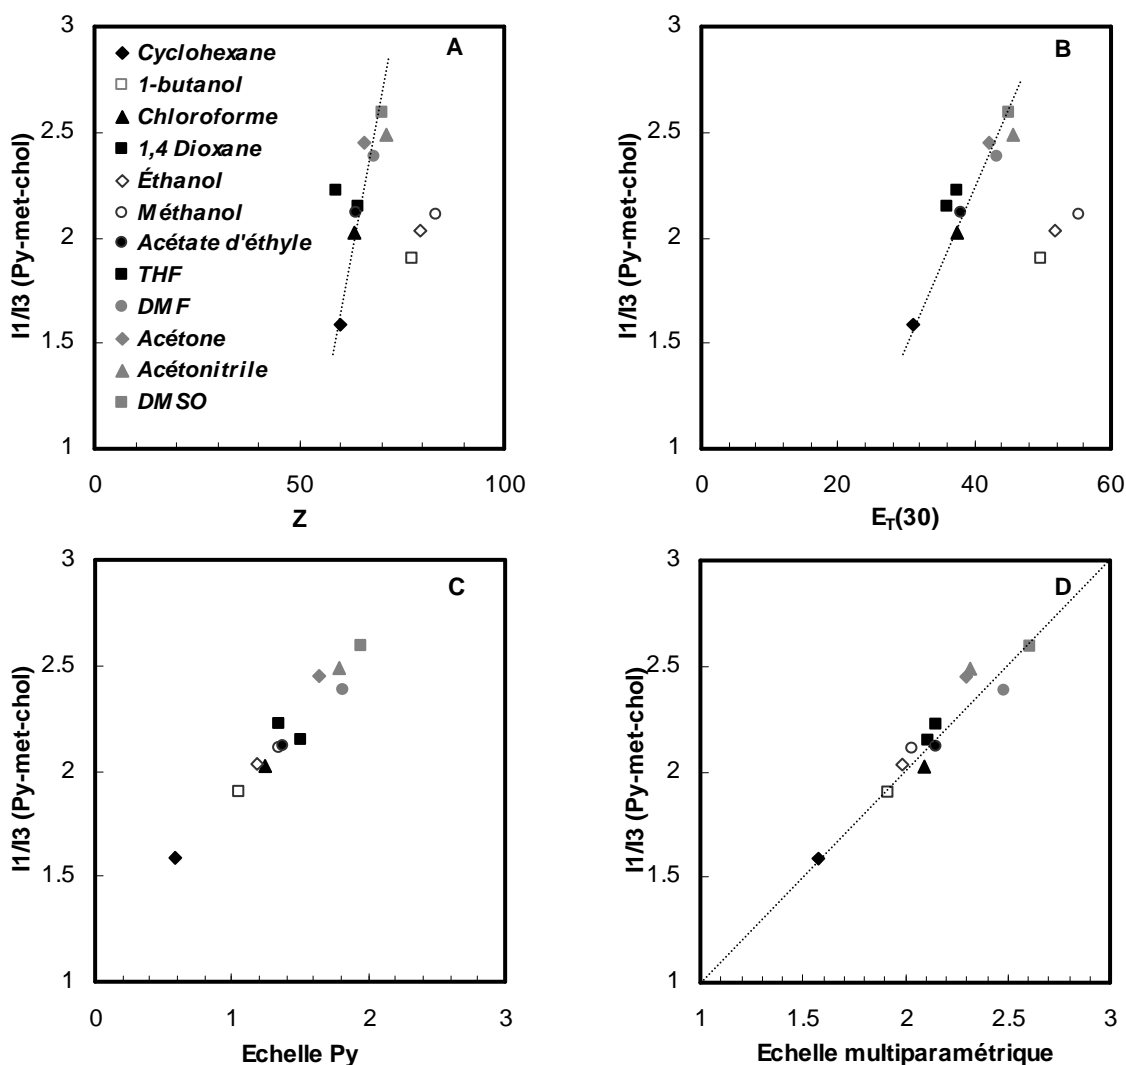 A
I1/I3 (Py-met-chol)
3
2.5
2
1.5
1
Cyclohexane
1-butanol
Chloroforme
1,4 Dioxane
Éthanol
Méthanol
Acétate d'éthyle
THF
DMF
Acétone
Acétonitrile
DMSO
0 50 100
Z
B
I1/I3 (Py-met-chol)
3
2.5
2
1.5
1
0 20 40 60
ET(30)
C
I1/I3 (Py-met-chol)
3
2.5
2
1.5
1
0 1 2 3
Echelle Py
D
I1/I3 (Py-met-chol)
3
2.5
2
1.5
1
1 1.5 2 2.5 3
Echelle multiparamétrique